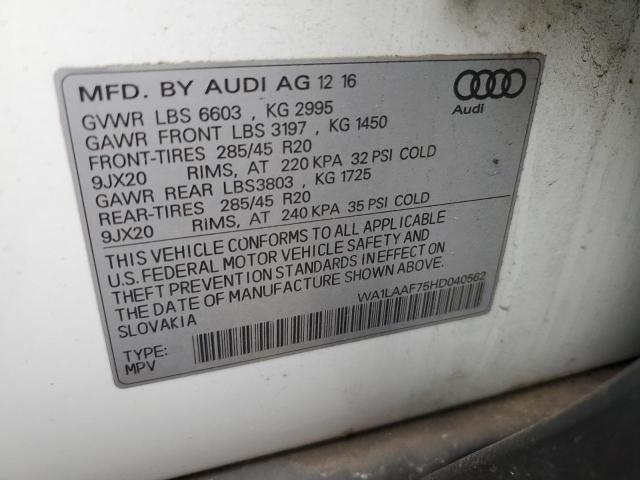 MFD. BY AUDI AG 12 16
GVWR LBS 6603 , KG 2995
GAWR FRONT LBS 3197 , KG 1450
FRONT-TIRES 285/45 R20
9JX20 RIMS, AT 220 KPA 32 PSI COLD
GAWR REAR LBS3803 , KG 1725
REAR-TIRES 285/45 R20
9JX20 RIMS, AT 240 KPA 35 PSI COLD
THIS VEHICLE CONFORMS TO ALL APPLICABLE
U.S. FEDERAL MOTOR VEHICLE SAFETY AND
THEFT PREVENTION STANDARDS IN EFFECT ON
THE DATE OF MANUFACTURE SHOWN ABOVE.
SLOVAKIA
WA1LAAF75HD040562
TYPE:
MPV
Audi